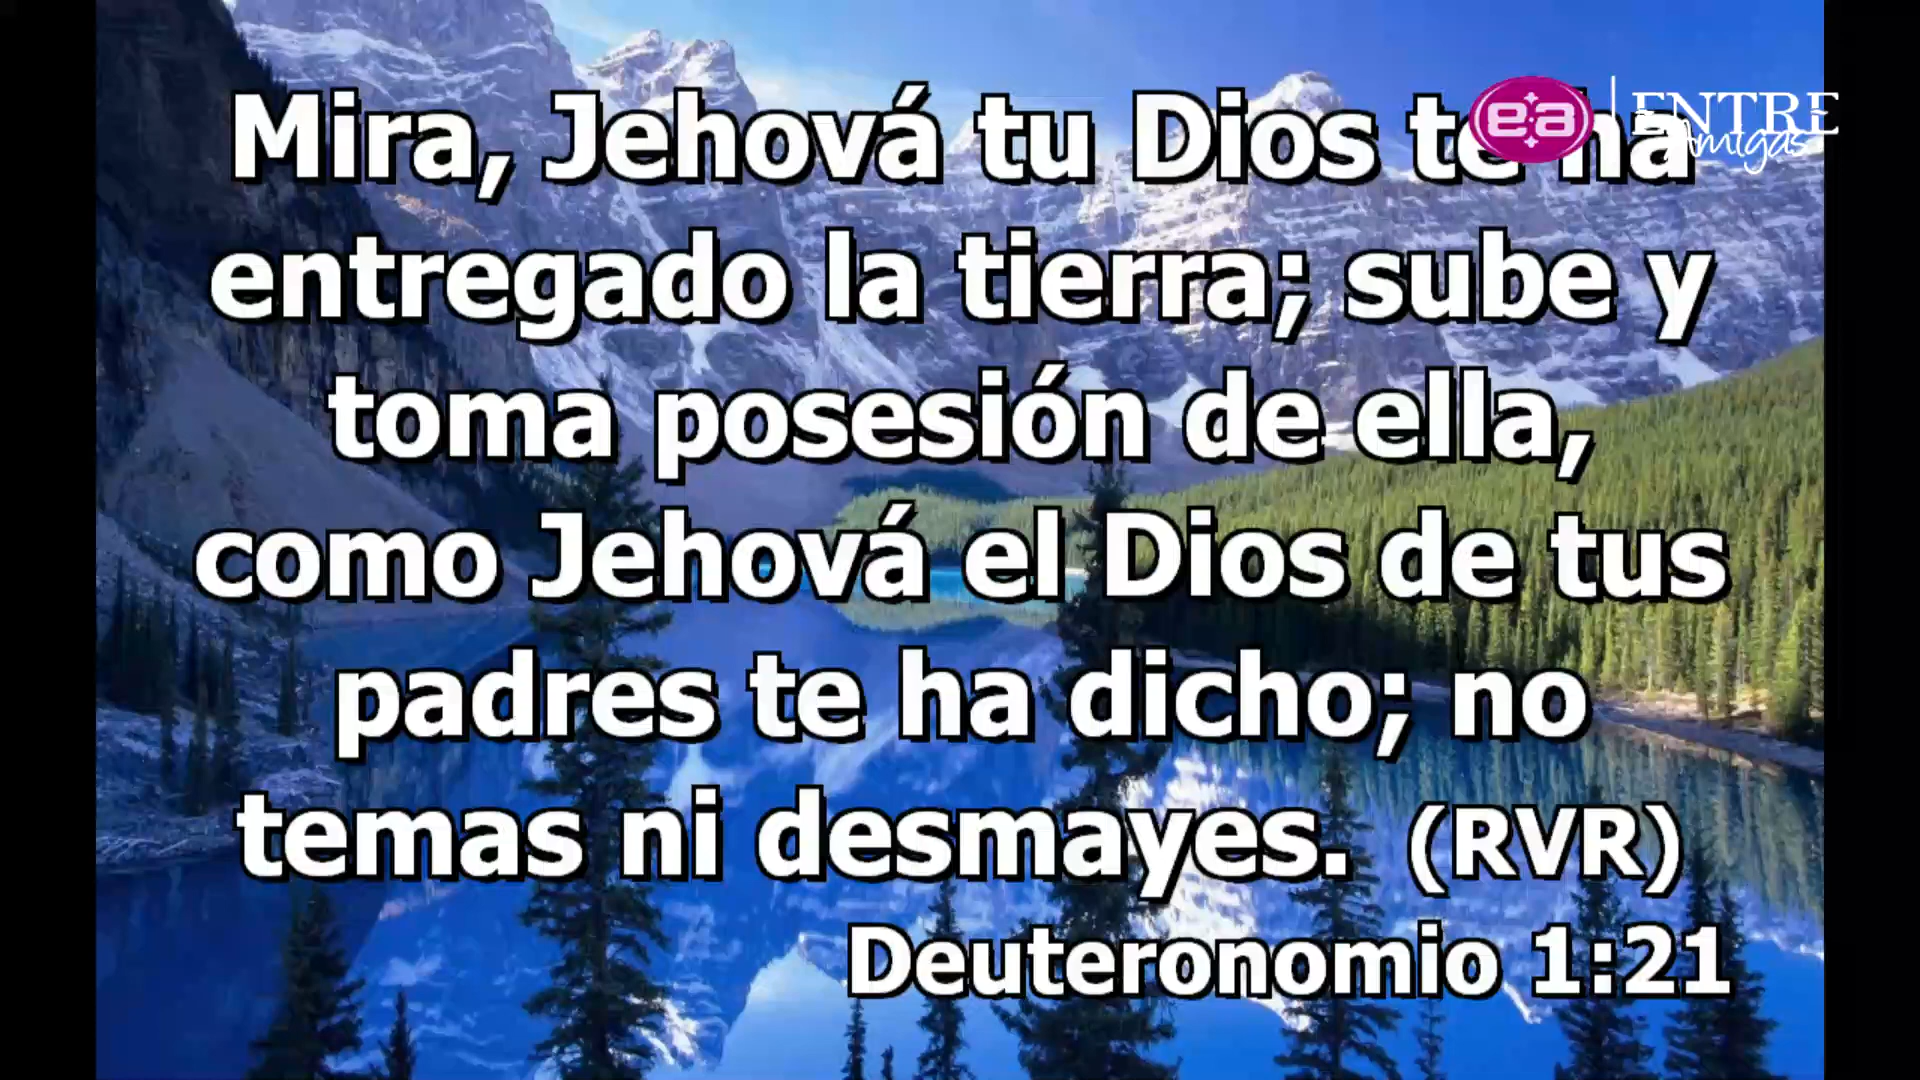 Mira, Jehová tu Dios te ha
entregado la tierra; sube y
toma posesión de ella,
como Jehová el Dios de tus
padres te ha dicho; no
temas ni desmayes. (RVR)
Deuteronomio 1:21
ea
ENTRE
Amigas